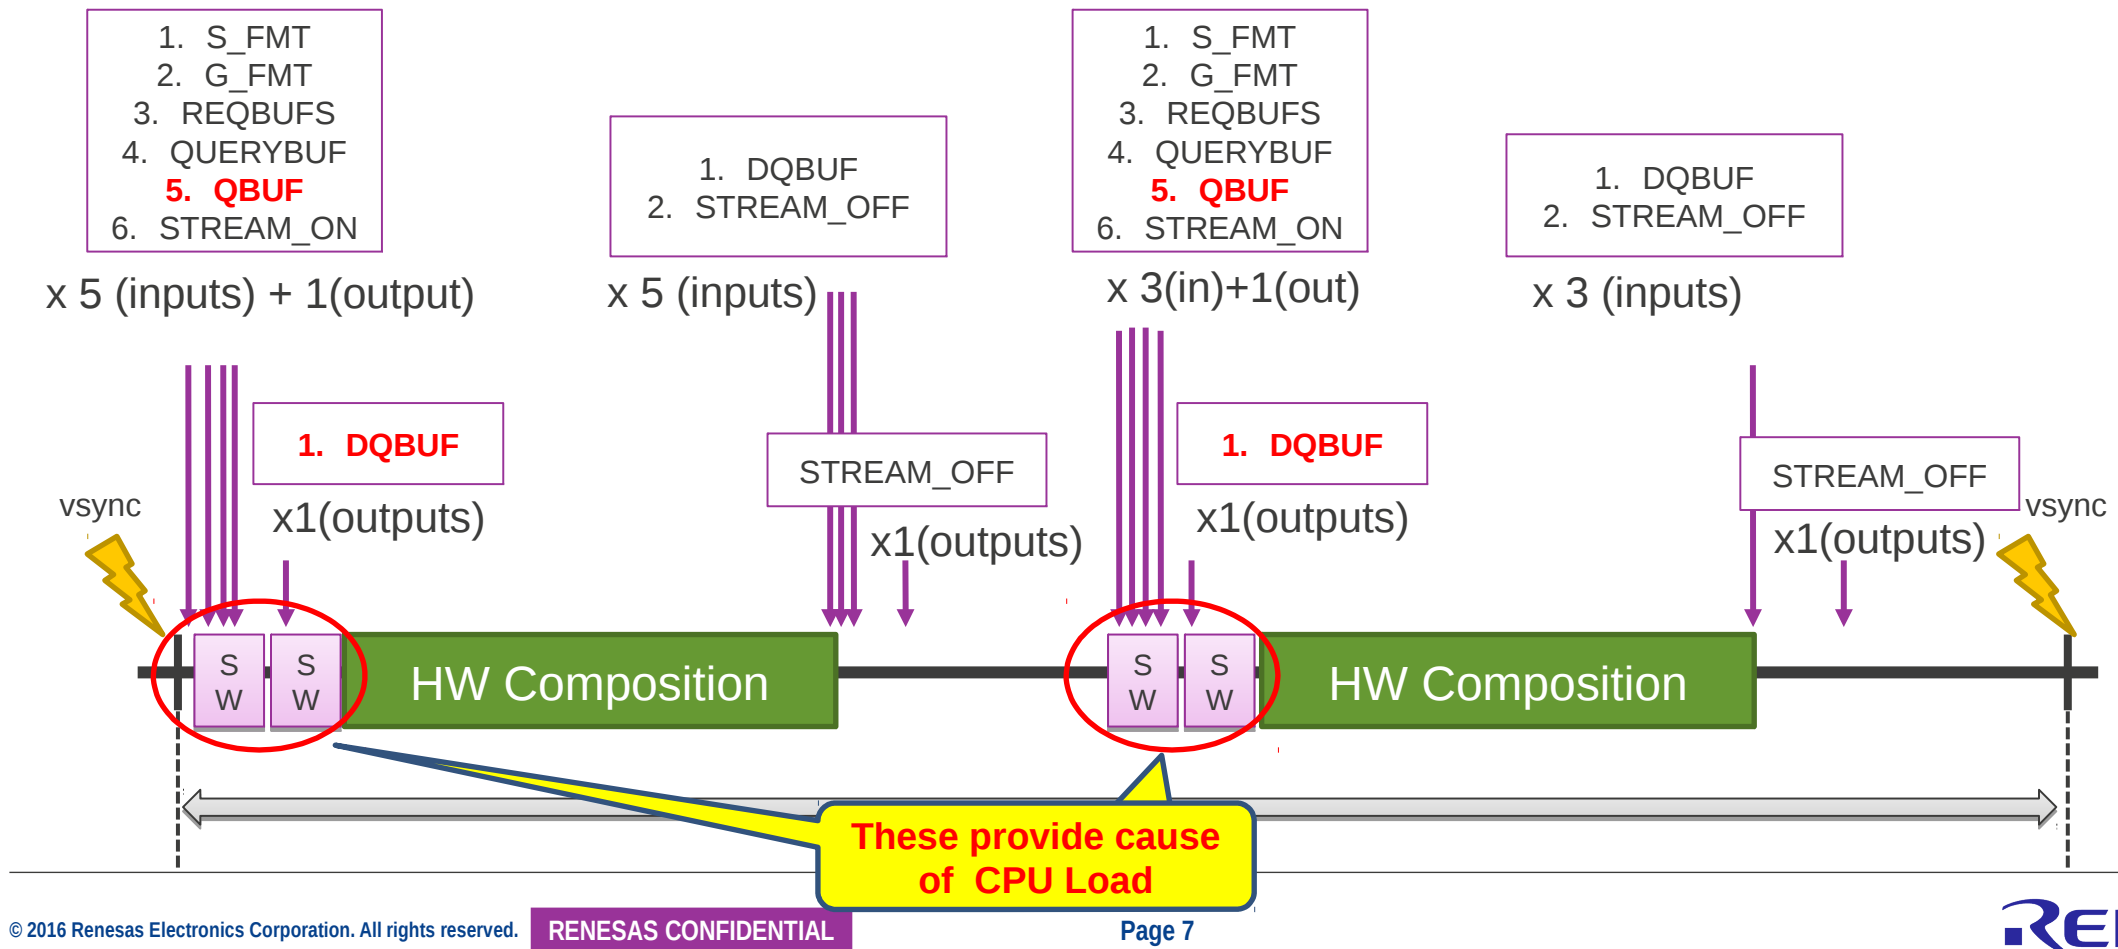 1. S_FMT
2. G_FMT
3. REQBUFS
4. QUERYBUF
5. QBUF
6. STREAM_ON
x 5 (inputs) + 1(output)
1. DQBUF
2. STREAM_OFF
x 5 (inputs)
1. S_FMT
2. G_FMT
3. REQBUFS
4. QUERYBUF
5. QBUF
6. STREAM_ON
x 3(in)+1(out)
1. DQBUF
2. STREAM_OFF
x 3 (inputs)
vsync
1. DQBUF
x1(outputs)
STREAM_OFF
x1(outputs)
1. DQBUF
x1(outputs)
STREAM_OFF
x1(outputs)
vsync
S
W
S
W
HW Composition
S
W
S
W
HW Composition
These provide cause
of CPU Load
© 2016 Renesas Electronics Corporation. All rights reserved.
RENESAS CONFIDENTIAL
Page 7
RE